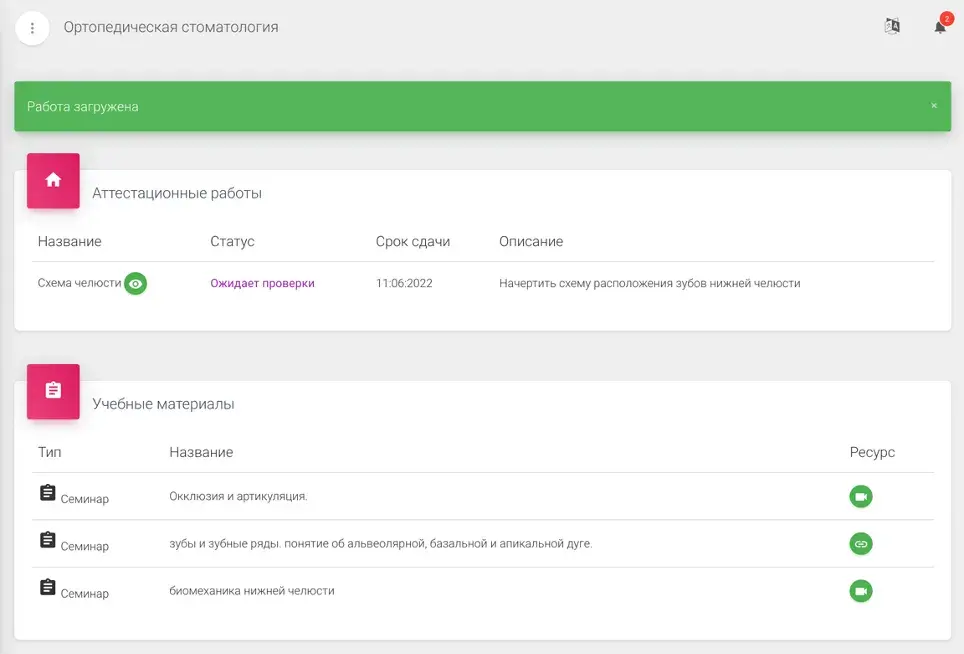 Ортопедическая стоматология
2
Работа загружена
×
Аттестационные работы
Название Статус Срок сдачи Описание
Схема челюсти Ожидает проверки 11:06:2022 Начертить схему расположения зубов нижней челюсти
Учебные материалы
Тип Название Ресурс
Семинар Окклюзия и артикуляция.
Семинар зубы и зубные ряды. понятие об альвеолярной, базальной и апикальной дуге.
Семинар биомеханика нижней челюсти